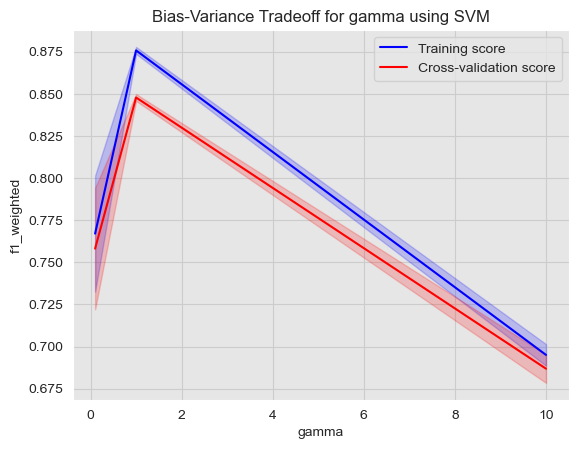 Bias-Variance Tradeoff for gamma using SVM
Training score
Cross-validation score
f1_weighted
0.875
0.850
0.825
0.800
0.775
0.750
0.725
0.700
0.675
0 2 4 6 8 10
gamma